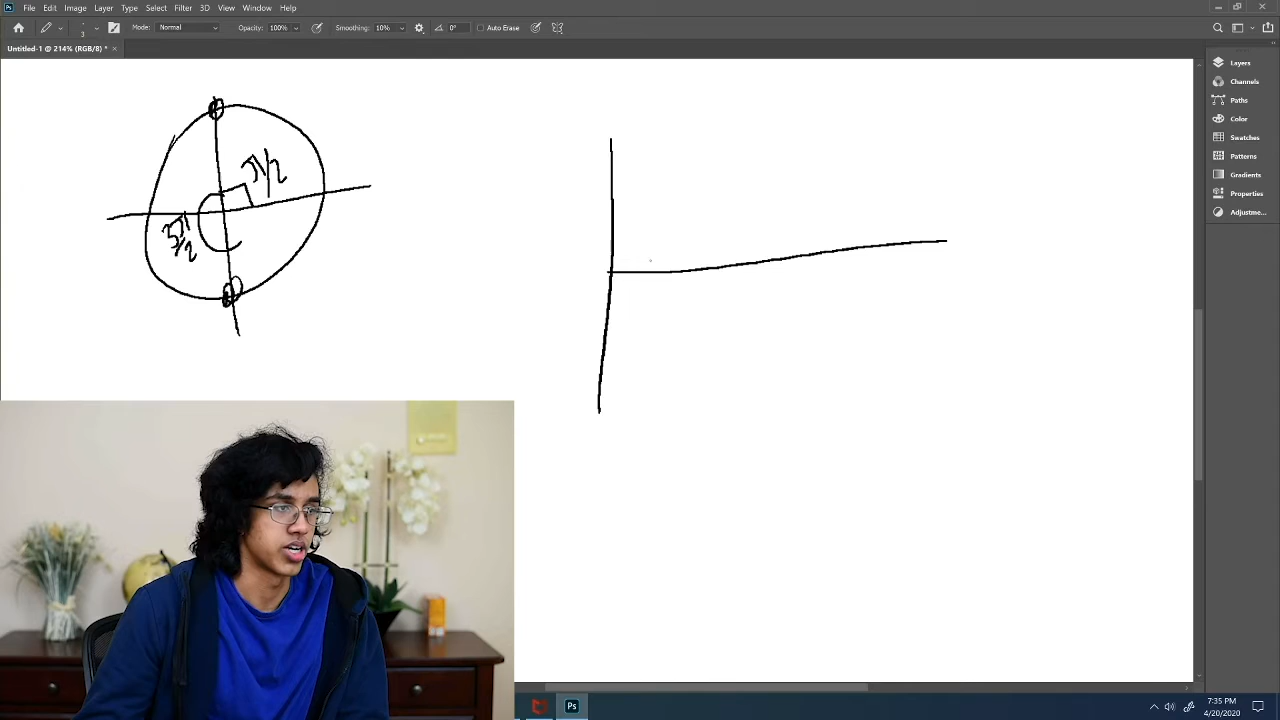 Ps File Edit Image Layer Type Select Filter 3D View Window Help
Mode: Normal Opacity: 100% Smoothing: 10% 0° Auto Erase
Untitled-1 @ 214% (RGB/8) * ×
Layers
Channels
Paths
Color
Swatches
Patterns
Gradients
Properties
Adjustme...
π/2
3π/2
Ps
7:35 PM
4/20/2020